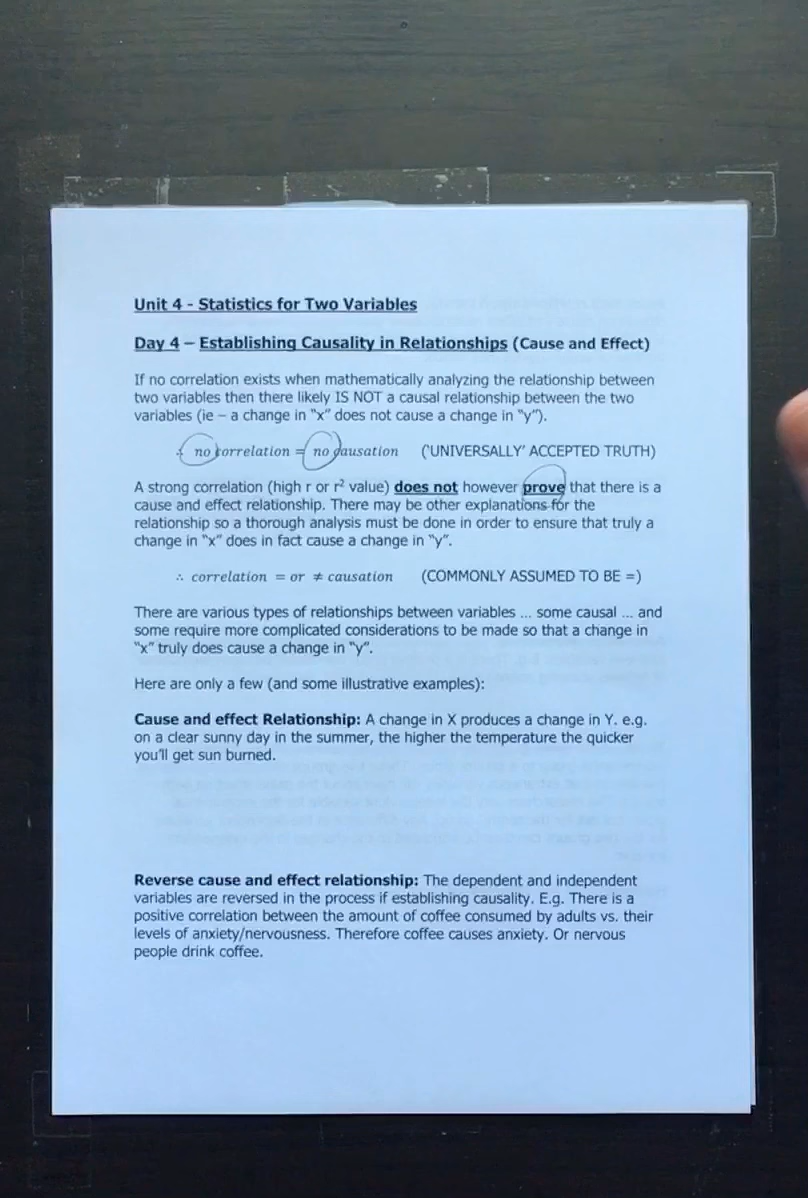 Unit 4 - Statistics for Two Variables
Day 4 – Establishing Causality in Relationships (Cause and Effect)
If no correlation exists when mathematically analyzing the relationship between
two variables then there likely IS NOT a causal relationship between the two
variables (ie – a change in "x" does not cause a change in "y").
∴ no correlation = no causation ('UNIVERSALLY' ACCEPTED TRUTH)
A strong correlation (high r or r² value) does not however prove that there is a
cause and effect relationship. There may be other explanations for the
relationship so a thorough analysis must be done in order to ensure that truly a
change in "x" does in fact cause a change in "y".
∴ correlation = or ≠ causation (COMMONLY ASSUMED TO BE =)
There are various types of relationships between variables ... some causal ... and
some require more complicated considerations to be made so that a change in
"x" truly does cause a change in "y".
Here are only a few (and some illustrative examples):
Cause and effect Relationship: A change in X produces a change in Y. e.g.
on a clear sunny day in the summer, the higher the temperature the quicker
you'll get sun burned.
Reverse cause and effect relationship: The dependent and independent
variables are reversed in the process if establishing causality. E.g. There is a
positive correlation between the amount of coffee consumed by adults vs. their
levels of anxiety/nervousness. Therefore coffee causes anxiety. Or nervous
people drink coffee.